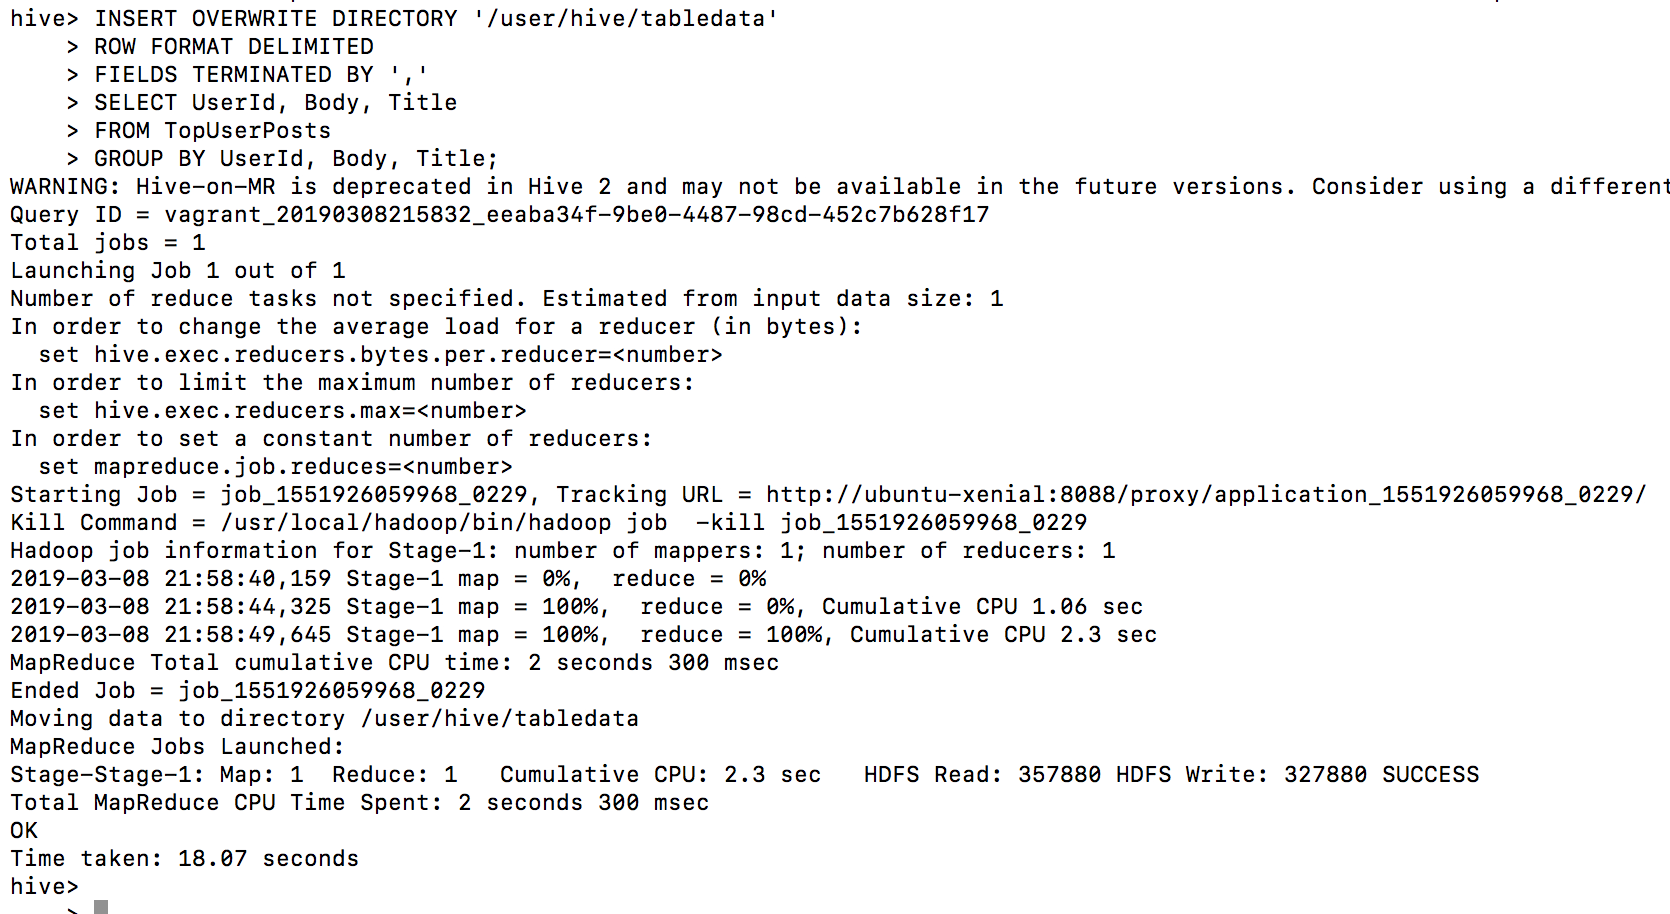 hive> INSERT OVERWRITE DIRECTORY '/user/hive/tabledata'
    > ROW FORMAT DELIMITED
    > FIELDS TERMINATED BY ','
    > SELECT UserId, Body, Title
    > FROM TopUserPosts
    > GROUP BY UserId, Body, Title;
WARNING: Hive-on-MR is deprecated in Hive 2 and may not be available in the future versions. Consider using a different
Query ID = vagrant_20190308215832_eeaba34f-9be0-4487-98cd-452c7b628f17
Total jobs = 1
Launching Job 1 out of 1
Number of reduce tasks not specified. Estimated from input data size: 1
In order to change the average load for a reducer (in bytes):
  set hive.exec.reducers.bytes.per.reducer=<number>
In order to limit the maximum number of reducers:
  set hive.exec.reducers.max=<number>
In order to set a constant number of reducers:
  set mapreduce.job.reduces=<number>
Starting Job = job_1551926059968_0229, Tracking URL = http://ubuntu-xenial:8088/proxy/application_1551926059968_0229/
Kill Command = /usr/local/hadoop/bin/hadoop job  -kill job_1551926059968_0229
Hadoop job information for Stage-1: number of mappers: 1; number of reducers: 1
2019-03-08 21:58:40,159 Stage-1 map = 0%,  reduce = 0%
2019-03-08 21:58:44,325 Stage-1 map = 100%,  reduce = 0%, Cumulative CPU 1.06 sec
2019-03-08 21:58:49,645 Stage-1 map = 100%,  reduce = 100%, Cumulative CPU 2.3 sec
MapReduce Total cumulative CPU time: 2 seconds 300 msec
Ended Job = job_1551926059968_0229
Moving data to directory /user/hive/tabledata
MapReduce Jobs Launched:
Stage-Stage-1: Map: 1  Reduce: 1   Cumulative CPU: 2.3 sec   HDFS Read: 357880 HDFS Write: 327880 SUCCESS
Total MapReduce CPU Time Spent: 2 seconds 300 msec
OK
Time taken: 18.07 seconds
hive>
    >